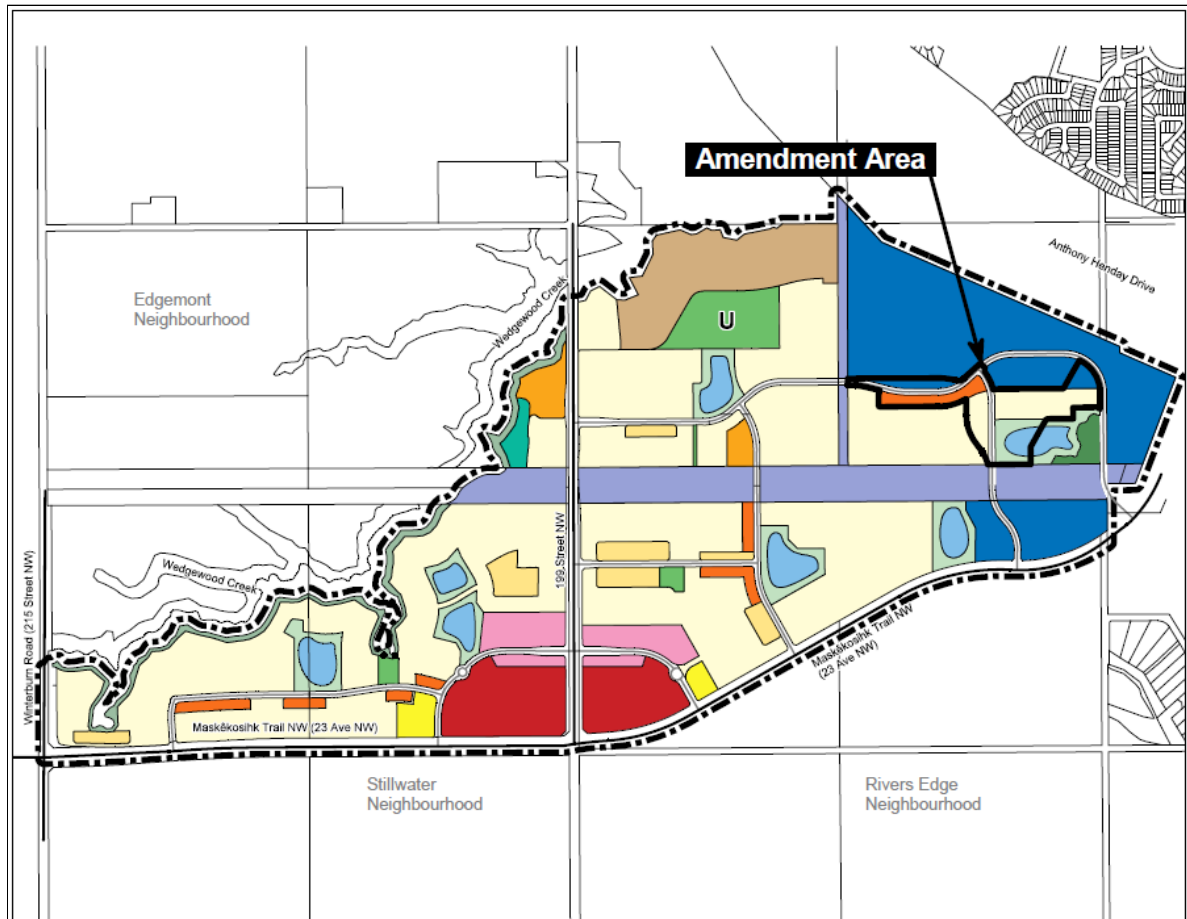 Amendment Area
Anthony Henday Drive
Edgemont
Neighbourhood
Wedgewood Creek
U
199 Street NW
Winterburn Road (215 Street NW)
Wedgewood Creek
Maskêkosihk Trail NW
(23 Ave NW)
Maskêkosihk Trail NW (23 Ave NW)
Stillwater
Neighbourhood
Rivers Edge
Neighbourhood